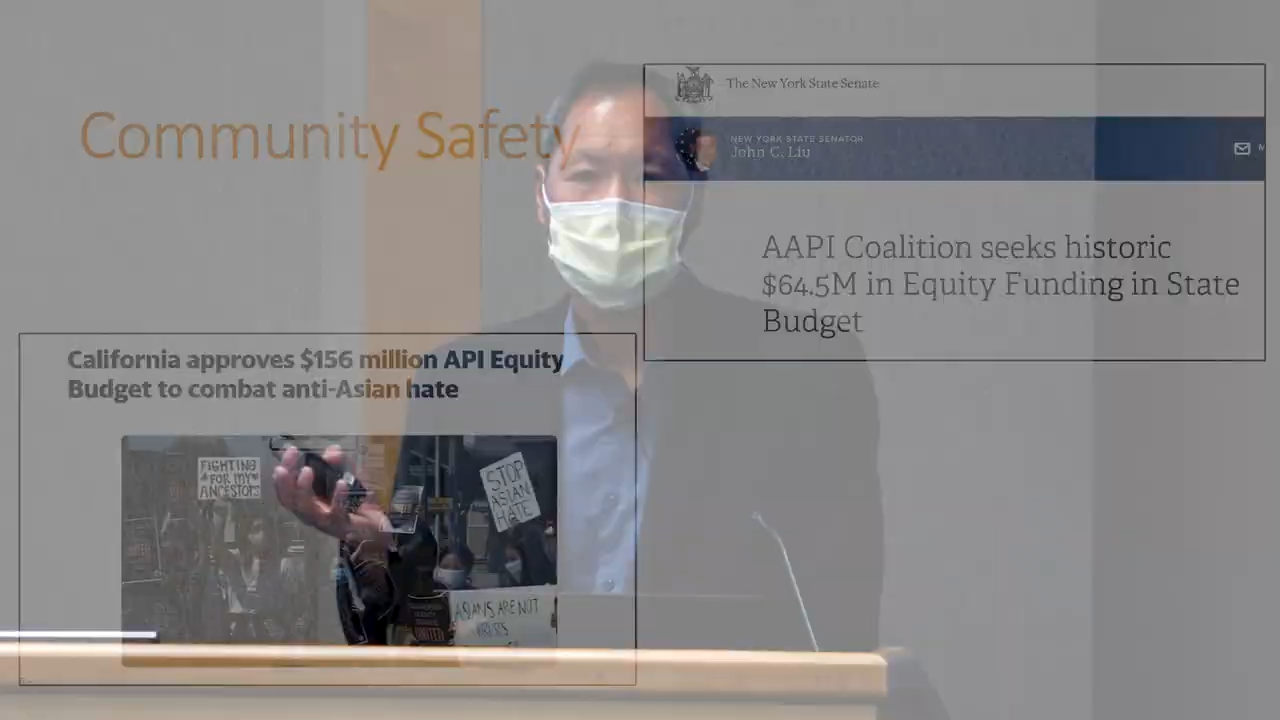 Community Safety
The New York State Senate
NEW YORK STATE SENATOR
John C. Liu
AAPI Coalition seeks historic
$64.5M in Equity Funding in State
Budget
California approves $156 million API Equity
Budget to combat anti-Asian hate
FIGHTING
FOR MY
ANCESTORS
STOP
ASIAN
HATE
ASIANS ARE NOT
VIRUSES
UNITED